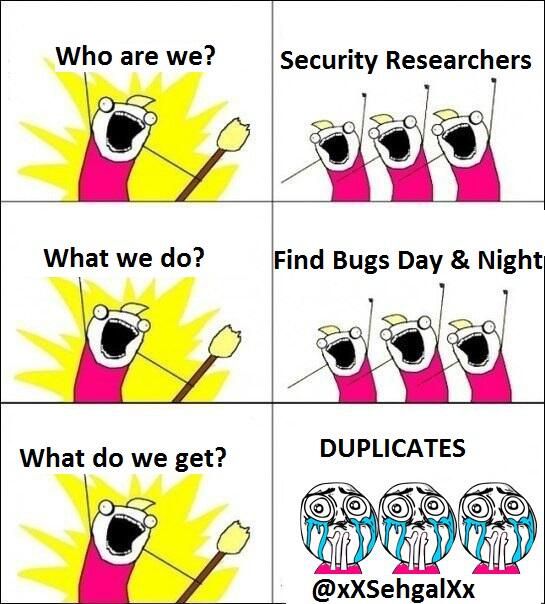 Who are we?
Security Researchers
What we do?
Find Bugs Day & Night
What do we get?
DUPLICATES
@xXSehgalXx